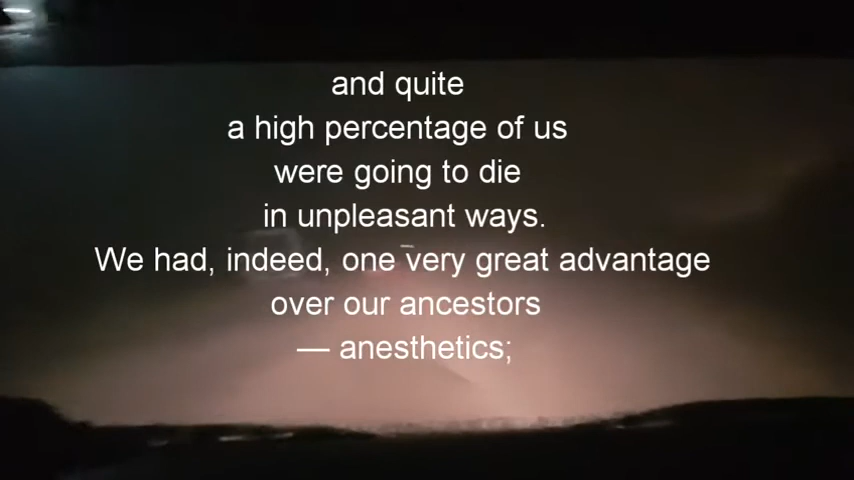 and quite
a high percentage of us
were going to die
in unpleasant ways.
We had, indeed, one very great advantage
over our ancestors
— anesthetics;